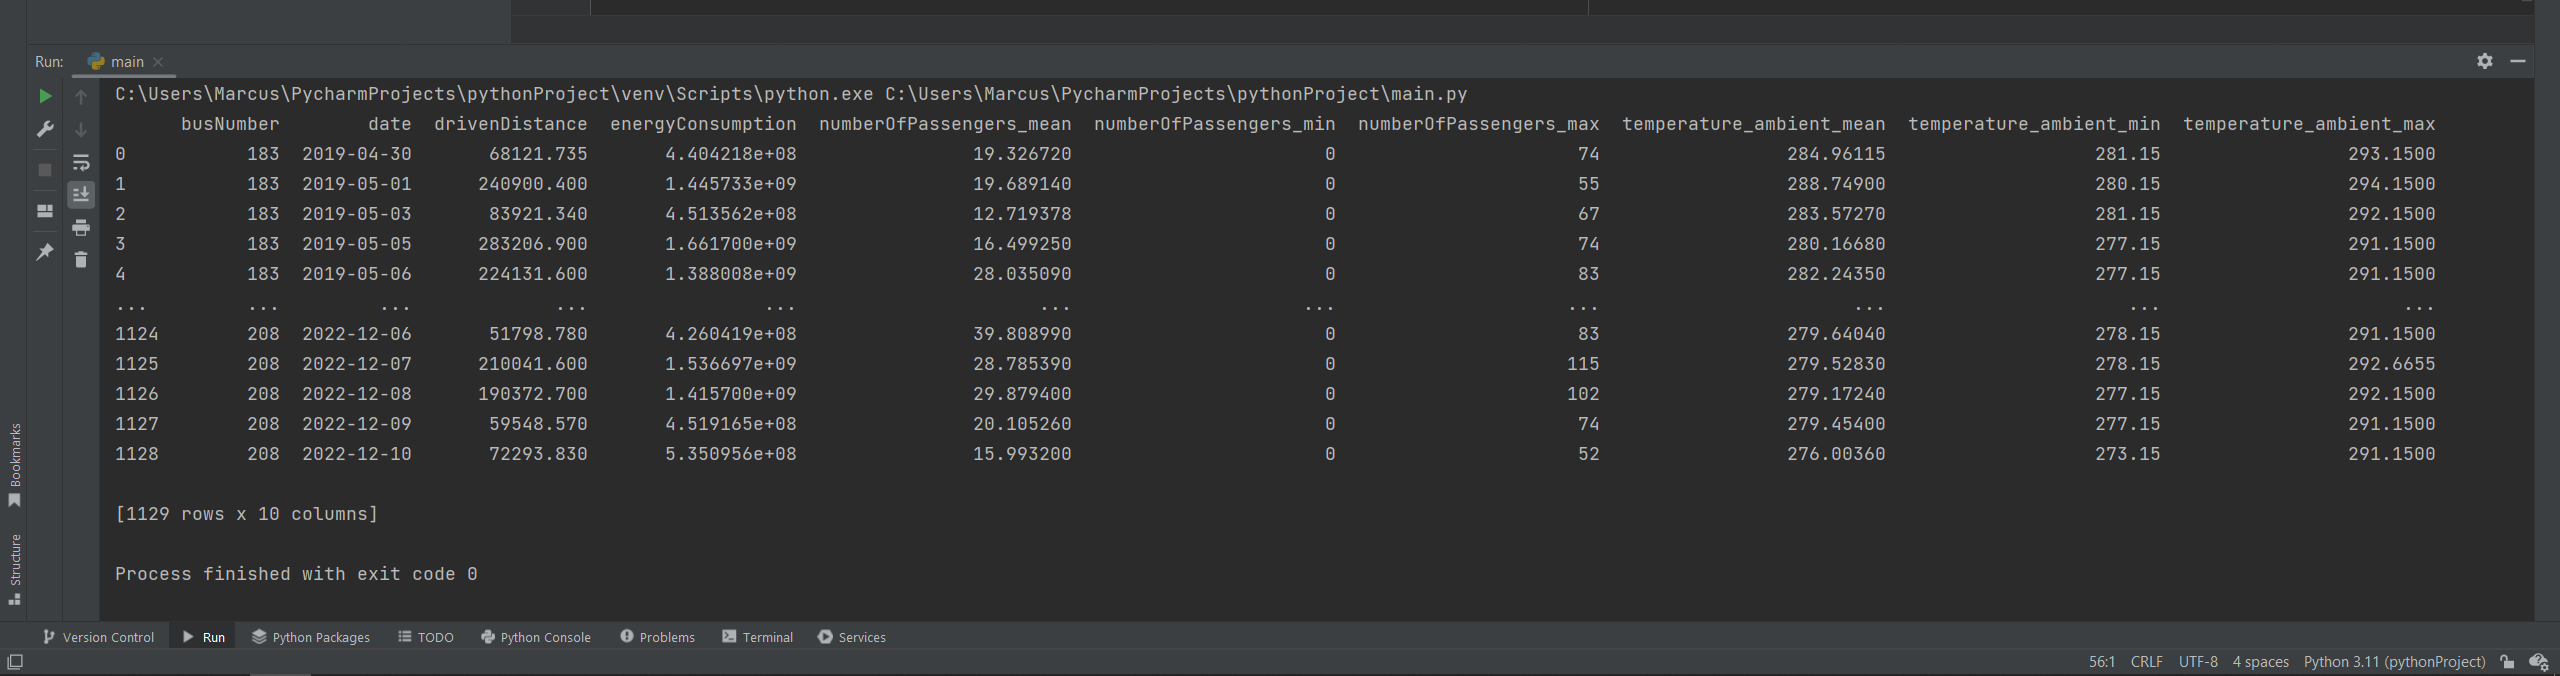 Run: main
C:\Users\Marcus\PycharmProjects\pythonProject\venv\Scripts\python.exe C:\Users\Marcus\PycharmProjects\pythonProject\main.py
busNumber date drivenDistance energyConsumption numberOfPassengers_mean numberOfPassengers_min numberOfPassengers_max temperature_ambient_mean temperature_ambient_min temperature_ambient_max
0 183 2019-04-30 68121.735 4.404218e+08 19.326720 0 74 284.96115 281.15 293.1500
1 183 2019-05-01 240900.400 1.445733e+09 19.689140 0 55 288.74900 280.15 294.1500
2 183 2019-05-03 83921.340 4.513562e+08 12.719378 0 67 283.57270 281.15 292.1500
3 183 2019-05-05 283206.900 1.661700e+09 16.499250 0 74 280.16680 277.15 291.1500
4 183 2019-05-06 224131.600 1.388008e+09 28.035090 0 83 282.24350 277.15 291.1500
... ... ... ... ... ... ... ... ... ... ...
1124 208 2022-12-06 51798.780 4.260419e+08 39.808990 0 83 279.64040 278.15 291.1500
1125 208 2022-12-07 210041.600 1.536697e+09 28.785390 0 115 279.52830 278.15 292.6655
1126 208 2022-12-08 190372.700 1.415700e+09 29.879400 0 102 279.17240 277.15 292.1500
1127 208 2022-12-09 59548.570 4.519165e+08 20.105260 0 74 279.45400 277.15 291.1500
1128 208 2022-12-10 72293.830 5.350956e+08 15.993200 0 52 276.00360 273.15 291.1500
[1129 rows x 10 columns]
Process finished with exit code 0
Bookmarks
Structure
Version Control Run Python Packages TODO Python Console Problems Terminal Services
56:1 CRLF UTF-8 4 spaces Python 3.11 (pythonProject)